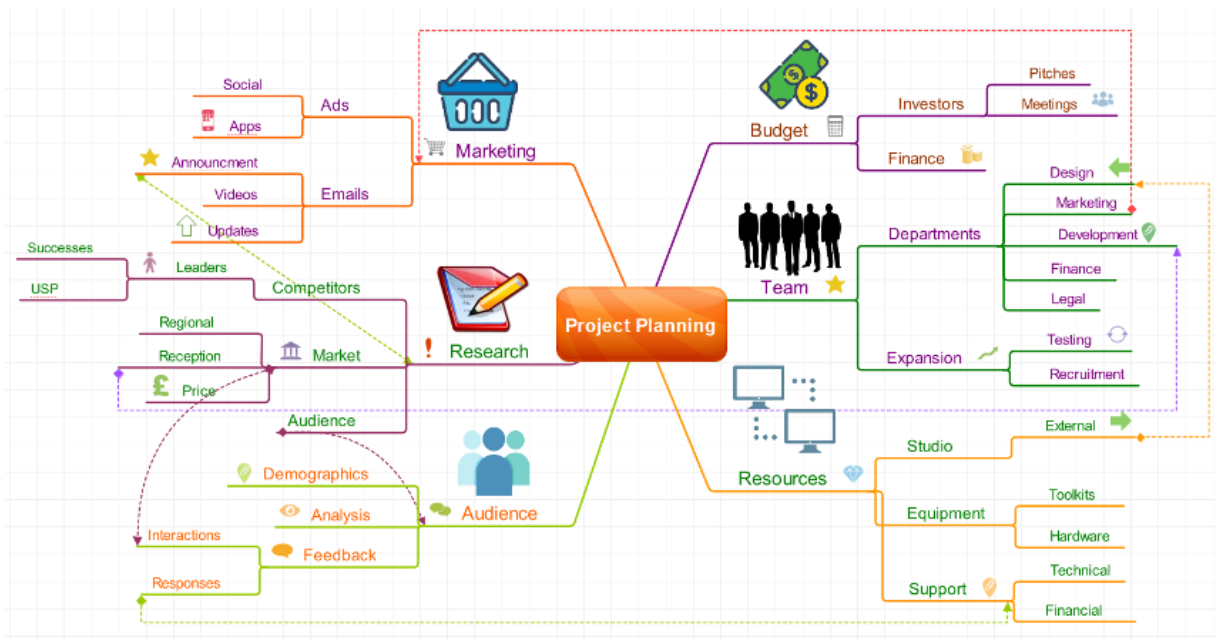 Project Planning
Marketing
Ads
Social
Apps
Emails
Announcment
Videos
Updates
Research
Competitors
Leaders
Successes
USP
Market
Regional
Reception
Price
Audience
Audience
Demographics
Analysis
Feedback
Interactions
Responses
Budget
Investors
Pitches
Meetings
Finance
Team
Departments
Design
Marketing
Development
Finance
Legal
Expansion
Testing
Recruitment
Resources
Studio
External
Equipment
Toolkits
Hardware
Support
Technical
Financial